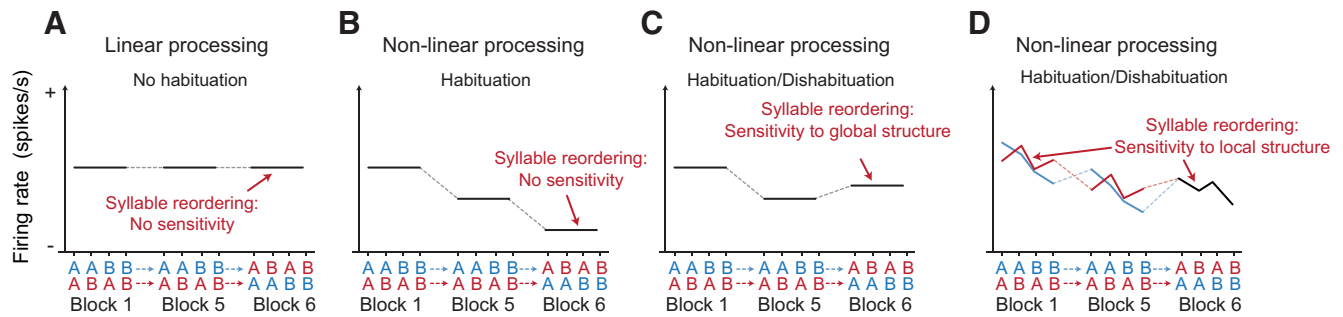 A
Linear processing
No habituation
Firing rate (spikes/s)
+
-
Syllable reordering:
No sensitivity
A A B B A A B B A B A B
A B A B A B A B A A B B
Block 1 Block 5 Block 6
B
Non-linear processing
Habituation
Syllable reordering:
No sensitivity
A A B B A A B B A B A B
A B A B A B A B A A B B
Block 1 Block 5 Block 6
C
Non-linear processing
Habituation/Dishabituation
Syllable reordering:
Sensitivity to global structure
A A B B A A B B A B A B
A B A B A B A B A A B B
Block 1 Block 5 Block 6
D
Non-linear processing
Habituation/Dishabituation
Syllable reordering:
Sensitivity to local structure
A A B B A A B B A B A B
A B A B A B A B A A B B
Block 1 Block 5 Block 6